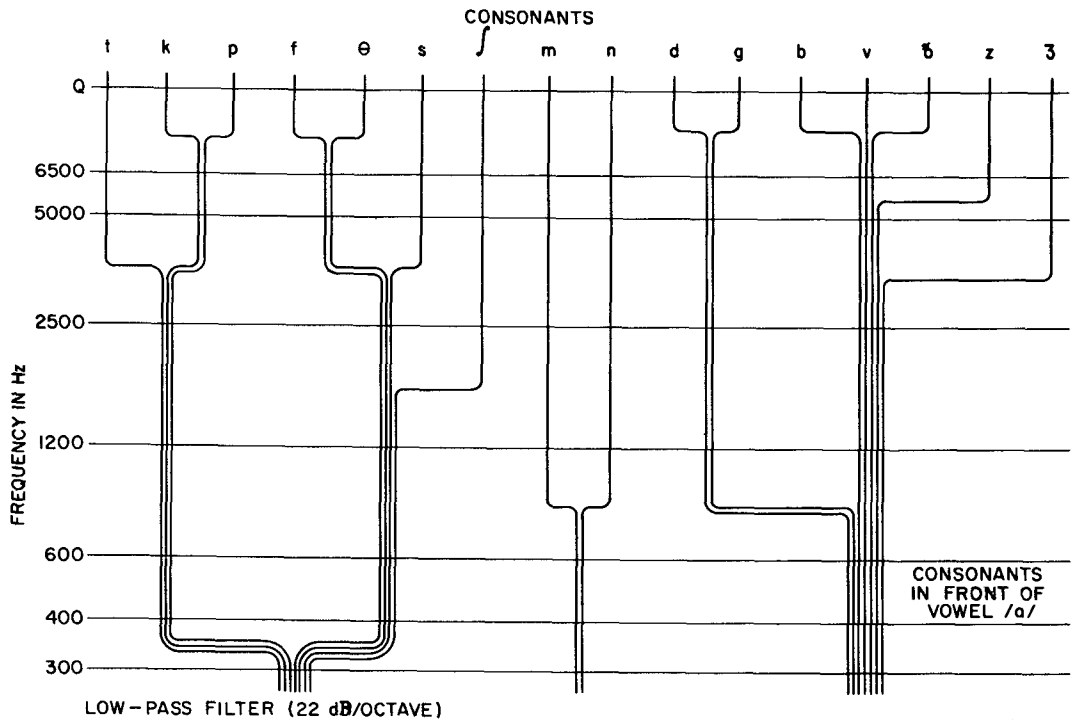 CONSONANTS
t k p f θ s ʃ m n d g b v ð z ʒ
Q
6500
5000
2500
1200
600
400
300
FREQUENCY IN Hz
CONSONANTS
IN FRONT OF
VOWEL /a/
LOW-PASS FILTER (22 dB/OCTAVE)